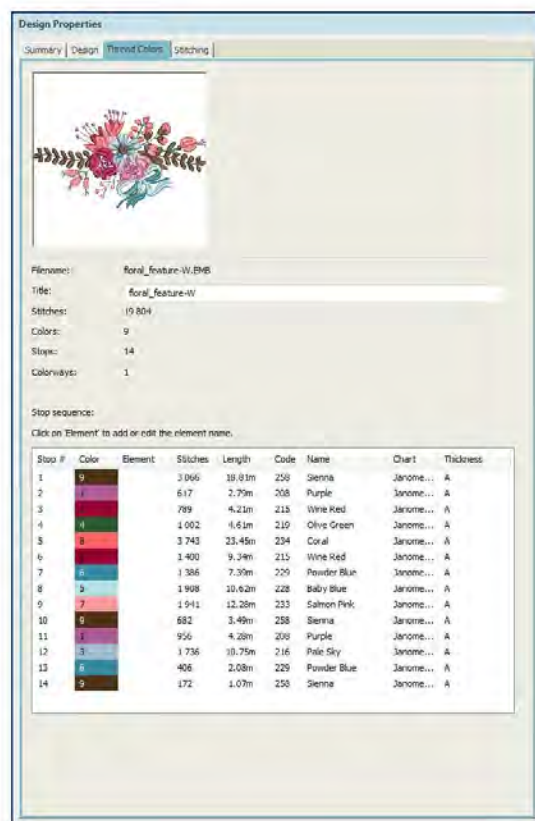 Design Properties
Summary Design Thread Colors Stitching
Filename: floral_feature-W.EMB
Title: floral_feature-W
Stitches: 19 804
Colors: 9
Stops: 14
Colorways: 1
Stop sequence:
Click on 'Element' to add or edit the element name.
Stop # Color Element Stitches Length Code Name Chart Thickness
1 9 3 066 18.81m 258 Sienna Janome... A
2 1 617 2.79m 208 Purple Janome... A
3 789 4.21m 215 Wine Red Janome... A
4 4 1 002 4.61m 219 Olive Green Janome... A
5 8 3 743 23.45m 234 Coral Janome... A
6 1 400 9.34m 215 Wine Red Janome... A
7 6 1 386 7.39m 229 Powder Blue Janome... A
8 5 1 908 10.62m 228 Baby Blue Janome... A
9 7 1 941 12.28m 233 Salmon Pink Janome... A
10 9 682 3.49m 258 Sienna Janome... A
11 1 956 4.28m 208 Purple Janome... A
12 3 1 736 10.75m 216 Pale Sky Janome... A
13 6 406 2.08m 229 Powder Blue Janome... A
14 9 172 1.07m 258 Sienna Janome... A